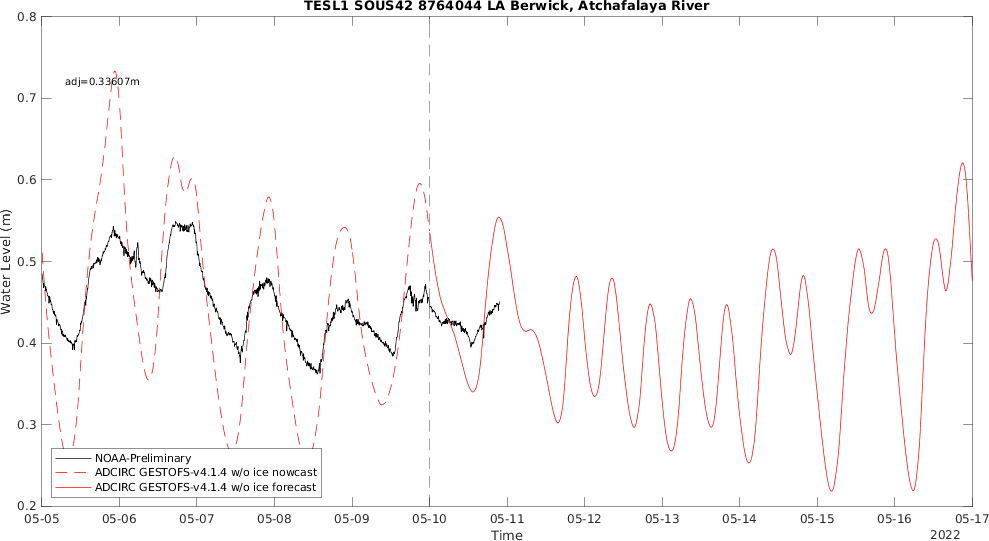 TESL1 SOUS42 8764044 LA Berwick, Atchafalaya River
adj=0.33607m
Water Level (m)
0.8
0.7
0.6
0.5
0.4
0.3
0.2
NOAA-Preliminary
ADCIRC GESTOFS-v4.1.4 w/o ice nowcast
ADCIRC GESTOFS-v4.1.4 w/o ice forecast
05-05 05-06 05-07 05-08 05-09 05-10 05-11 05-12 05-13 05-14 05-15 05-16 05-17
Time
2022